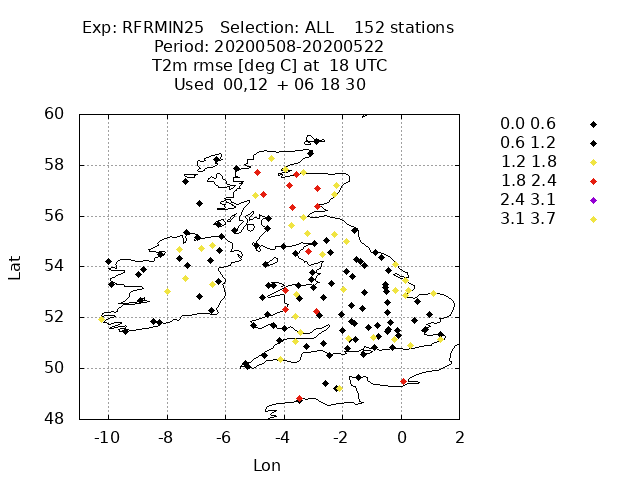 Exp: RFRMIN25 Selection: ALL 152 stations
Period: 20200508-20200522
T2m rmse [deg C] at 18 UTC
Used 00,12 + 06 18 30
60
58
56
54
52
50
48
Lat
-10 -8 -6 -4 -2 0 2
Lon
0.0 0.6
0.6 1.2
1.2 1.8
1.8 2.4
2.4 3.1
3.1 3.7